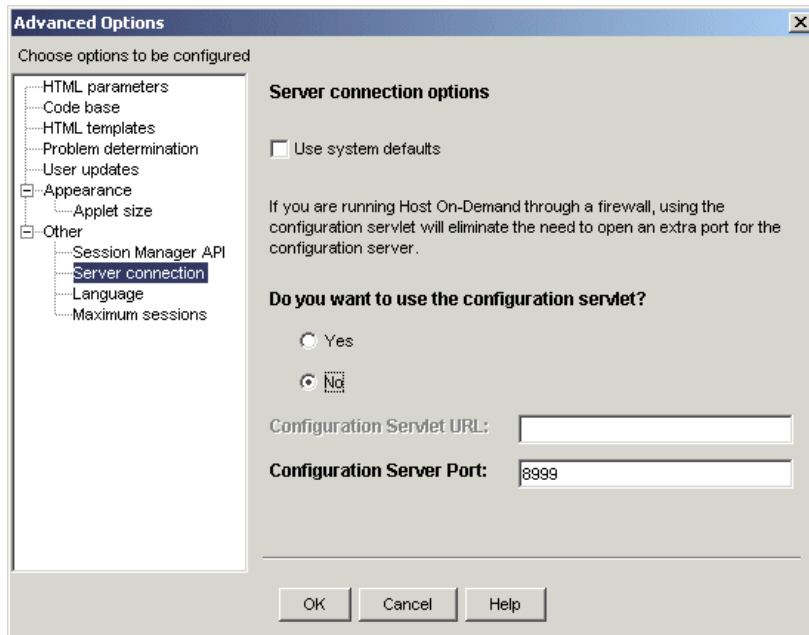 Advanced Options
Choose options to be configured
HTML parameters
Code base
HTML templates
Problem determination
User updates
Appearance
Applet size
Other
Session Manager API
Server connection
Language
Maximum sessions
Server connection options
Use system defaults
If you are running Host On-Demand through a firewall, using the
configuration servlet will eliminate the need to open an extra port for the
configuration server.
Do you want to use the configuration servlet?
Yes
No
Configuration Servlet URL:
Configuration Server Port: 8999
OK Cancel Help